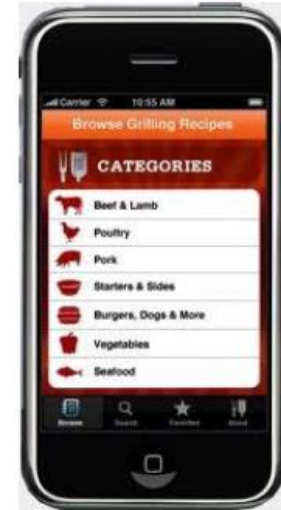 Carrier 10:55 AM
Browse Grilling Recipes
CATEGORIES
Beef & Lamb
Poultry
Pork
Starters & Sides
Burgers, Dogs & More
Vegetables
Seafood
Browse Search Favorites About